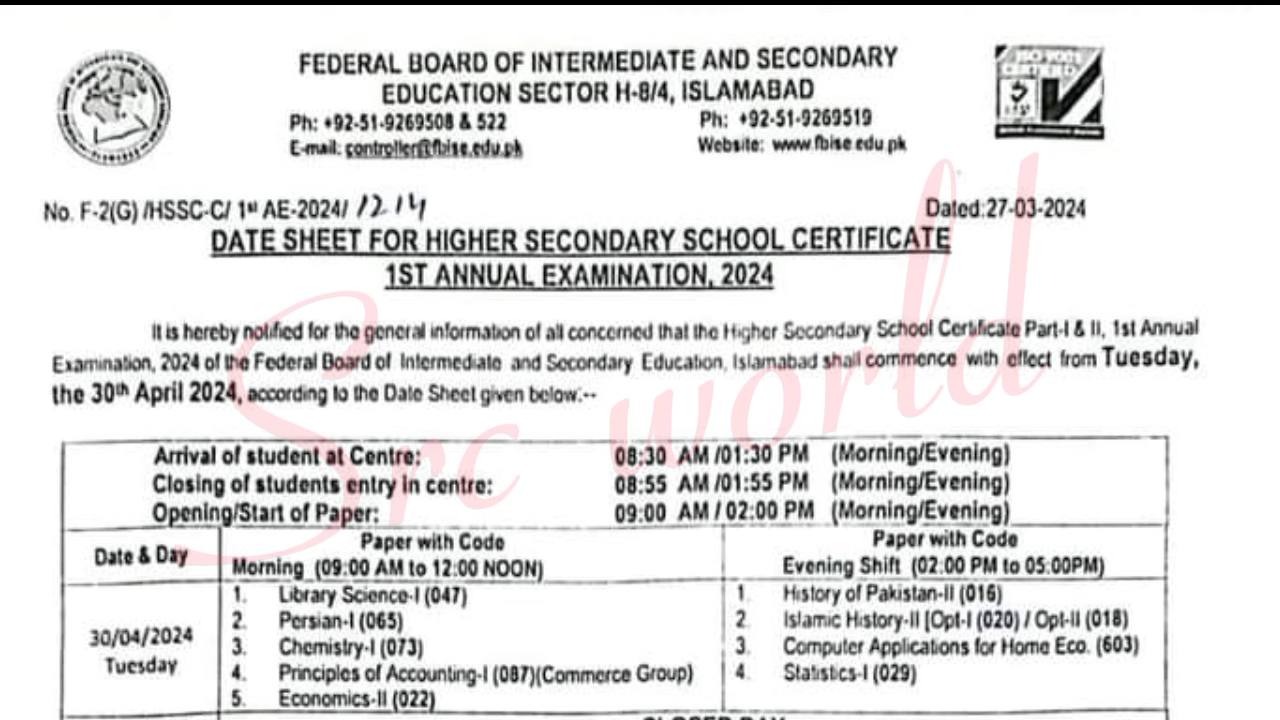 FEDERAL BOARD OF INTERMEDIATE AND SECONDARY
EDUCATION SECTOR H-8/4, ISLAMABAD
Ph: +92-51-9269508 & 522 Ph: +92-51-9269519
E-mail: controller@fbise.edu.pk Website: www.fbise.edu.pk
No. F-2(G) /HSSC-C/ 1st AE-2024/ 1214 Dated:27-03-2024
DATE SHEET FOR HIGHER SECONDARY SCHOOL CERTIFICATE
1ST ANNUAL EXAMINATION, 2024
It is hereby notified for the general information of all concerned that the Higher Secondary School Certificate Part-I & II, 1st Annual
Examination, 2024 of the Federal Board of Intermediate and Secondary Education, Islamabad shall commence with effect from Tuesday,
the 30th April 2024, according to the Date Sheet given below:--
Src world
Arrival of student at Centre: 08:30 AM /01:30 PM (Morning/Evening)
Closing of students entry in centre: 08:55 AM /01:55 PM (Morning/Evening)
Opening/Start of Paper: 09:00 AM / 02:00 PM (Morning/Evening)
Date & Day
Paper with Code
Morning (09:00 AM to 12:00 NOON)
Paper with Code
Evening Shift (02:00 PM to 05:00PM)
30/04/2024
Tuesday
1. Library Science-I (047)
2. Persian-I (065)
3. Chemistry-I (073)
4. Principles of Accounting-I (087)(Commerce Group)
5. Economics-II (022)
1. History of Pakistan-II (016)
2. Islamic History-II [Opt-I (020) / Opt-II (018)
3. Computer Applications for Home Eco. (603)
4. Statistics-I (029)
CLOSED DAY